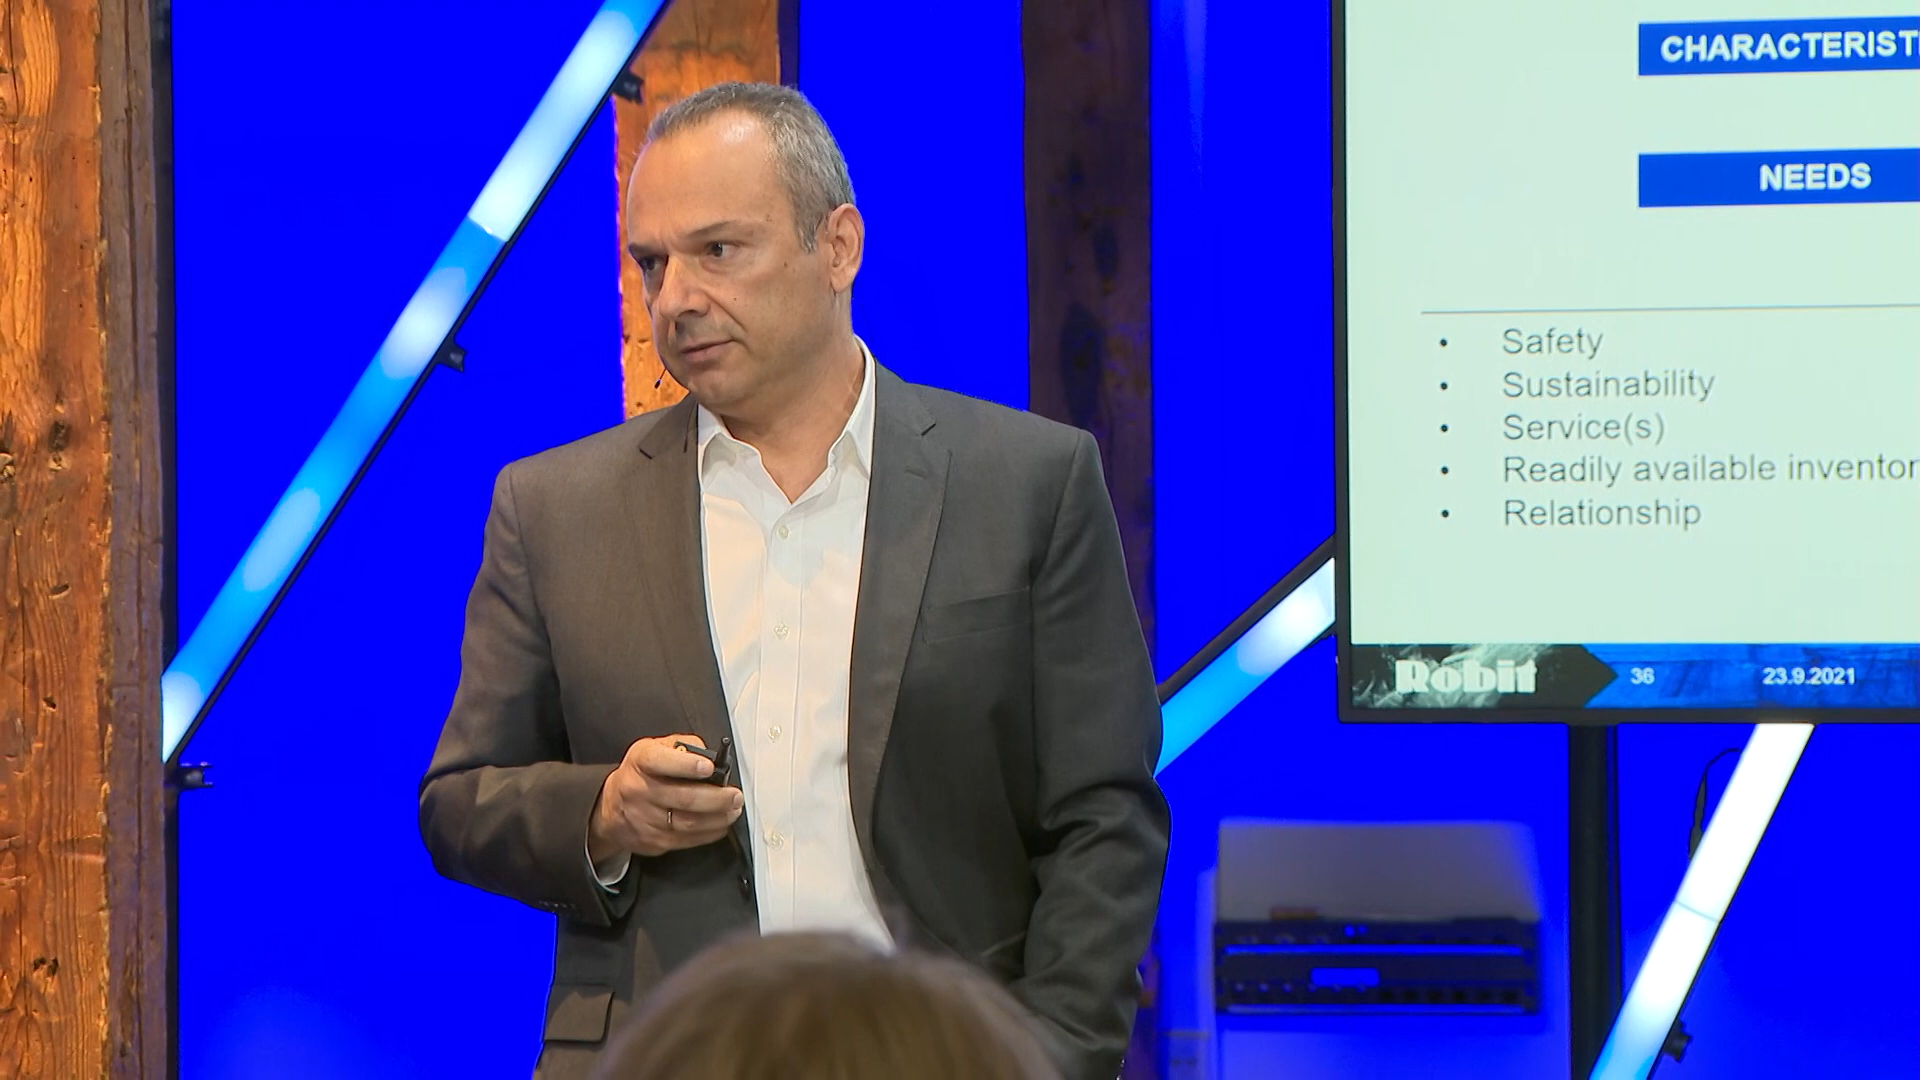 CHARACTERIST
NEEDS
• Safety
• Sustainability
• Service(s)
• Readily available inventor
• Relationship
Robit 36 23.9.2021